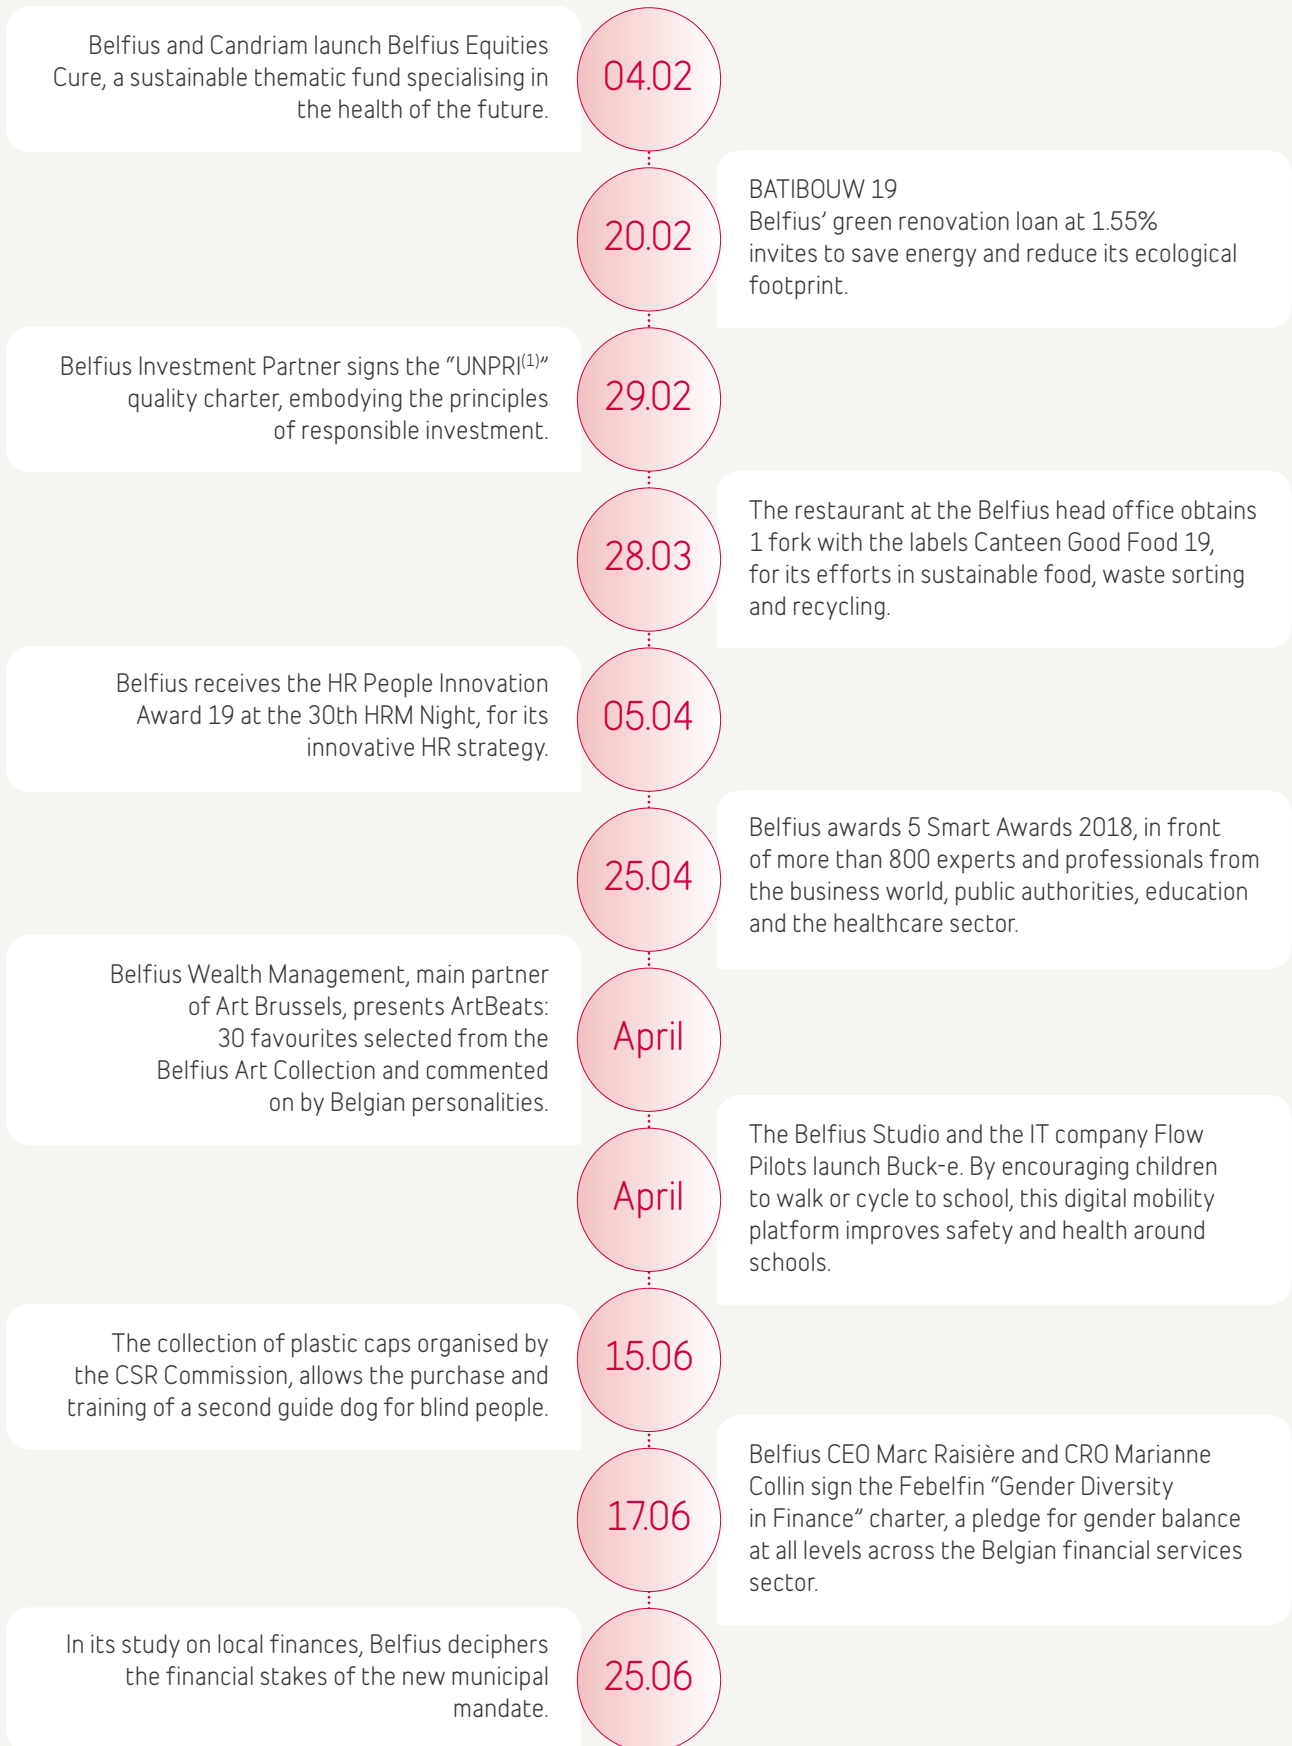 Belfius and Candriam launch Belfius Equities
Cure, a sustainable thematic fund specialising in
the health of the future.
04.02
20.02
BATIBOUW 19
Belfius’ green renovation loan at 1.55%
invites to save energy and reduce its ecological
footprint.
Belfius Investment Partner signs the “UNPRI(1)”
quality charter, embodying the principles
of responsible investment.
29.02
28.03
The restaurant at the Belfius head office obtains
1 fork with the labels Canteen Good Food 19,
for its efforts in sustainable food, waste sorting
and recycling.
Belfius receives the HR People Innovation
Award 19 at the 30th HRM Night, for its
innovative HR strategy.
05.04
25.04
Belfius awards 5 Smart Awards 2018, in front
of more than 800 experts and professionals from
the business world, public authorities, education
and the healthcare sector.
Belfius Wealth Management, main partner
of Art Brussels, presents ArtBeats:
30 favourites selected from the
Belfius Art Collection and commented
on by Belgian personalities.
April
April
The Belfius Studio and the IT company Flow
Pilots launch Buck-e. By encouraging children
to walk or cycle to school, this digital mobility
platform improves safety and health around
schools.
The collection of plastic caps organised by
the CSR Commission, allows the purchase and
training of a second guide dog for blind people.
15.06
17.06
Belfius CEO Marc Raisière and CRO Marianne
Collin sign the Febelfin “Gender Diversity
in Finance” charter, a pledge for gender balance
at all levels across the Belgian financial services
sector.
In its study on local finances, Belfius deciphers
the financial stakes of the new municipal
mandate.
25.06